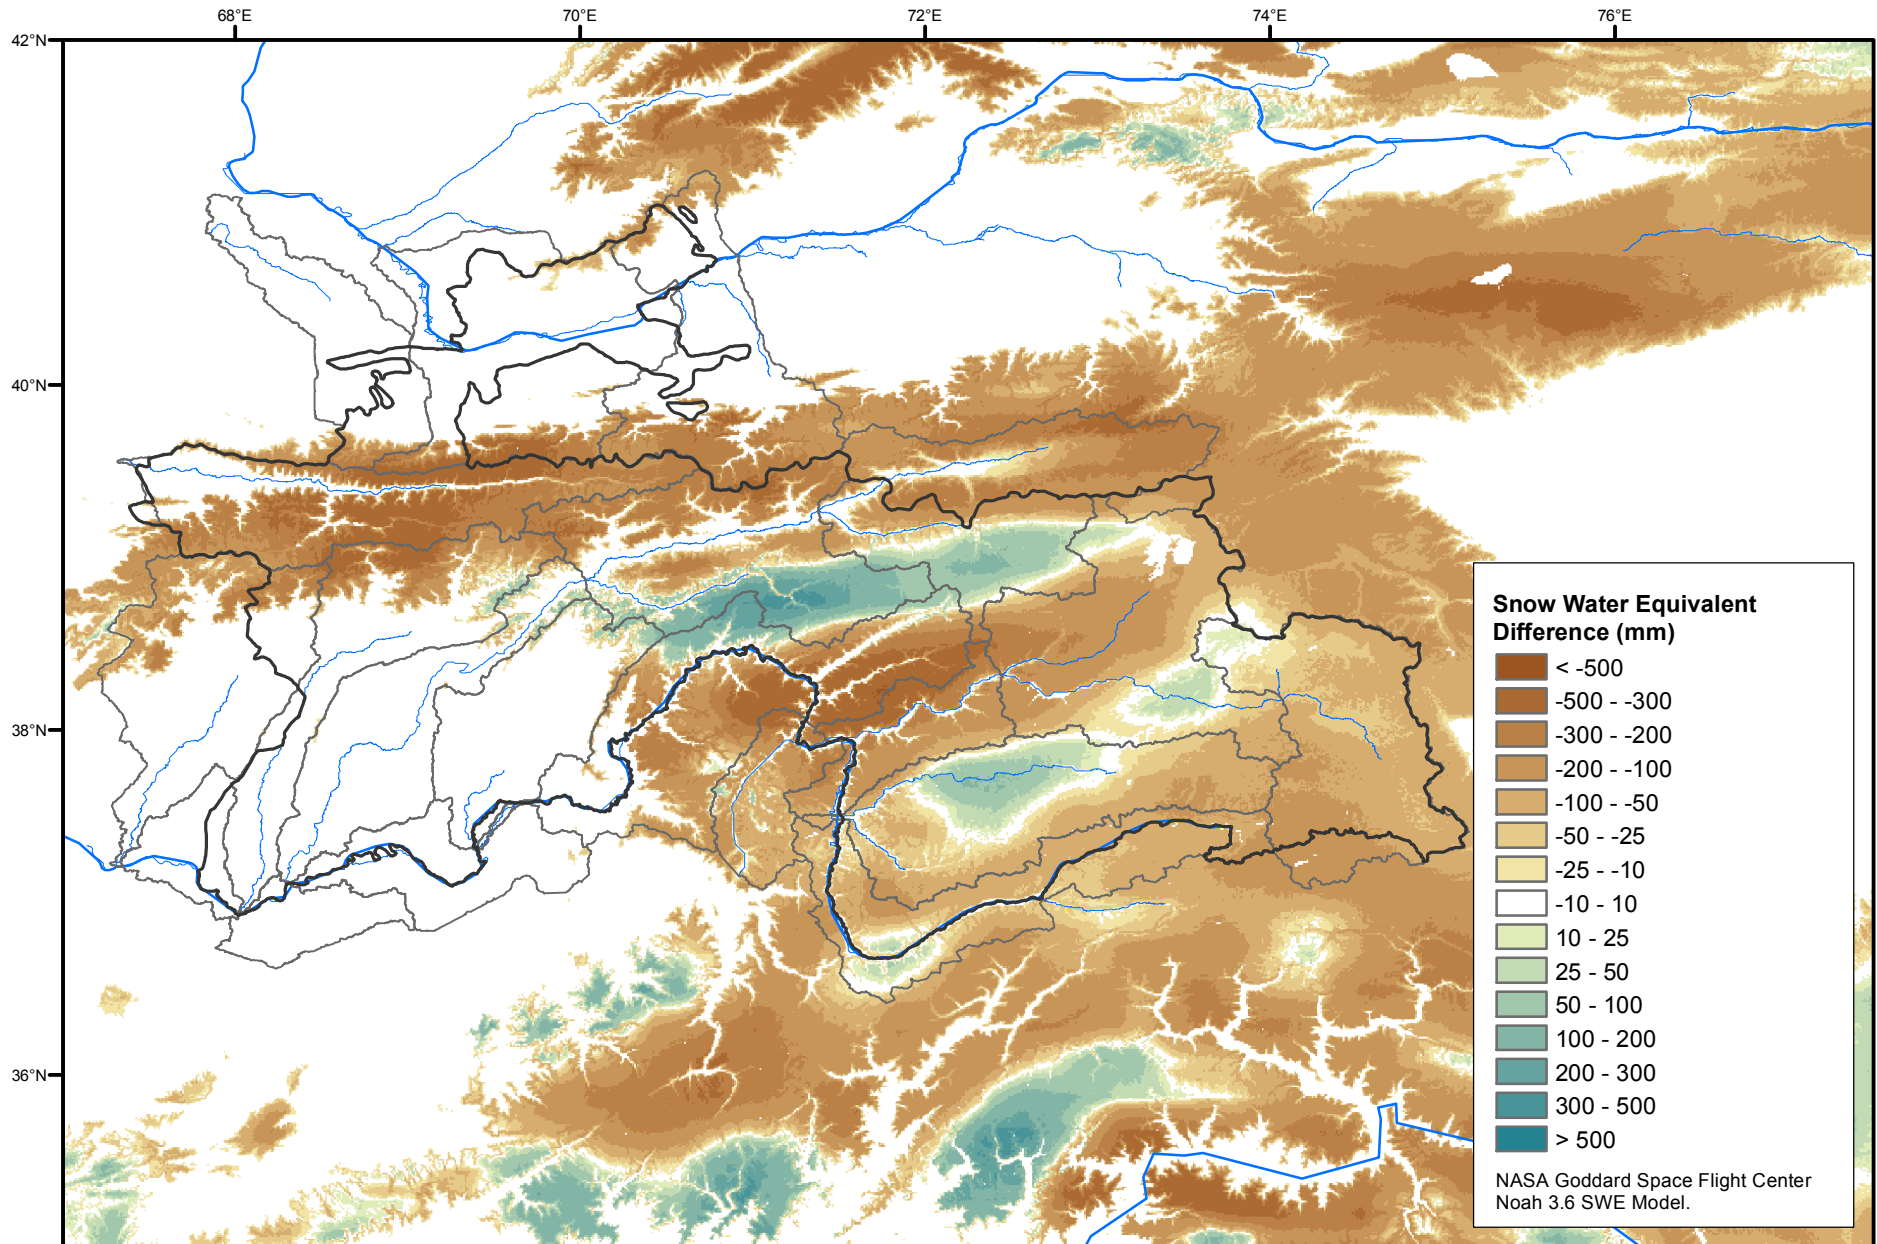 68°E
70°E
72°E
74°E
76°E
42°N
40°N
38°N
36°N
Snow Water Equivalent
Difference (mm)
< -500
-500 - -300
-300 - -200
-200 - -100
-100 - -50
-50 - -25
-25 - -10
-10 - 10
10 - 25
25 - 50
50 - 100
100 - 200
200 - 300
300 - 500
> 500
NASA Goddard Space Flight Center
Noah 3.6 SWE Model.